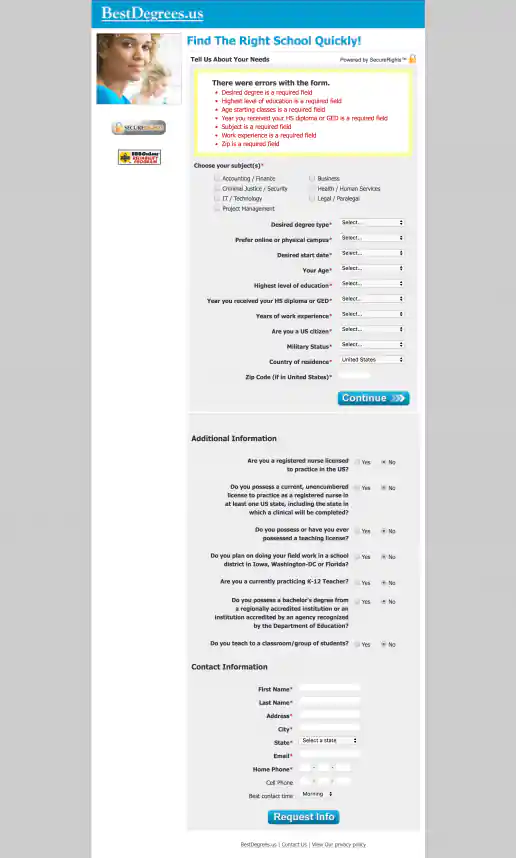 BestDegrees.us
Find The Right School Quickly!
Tell Us About Your Needs
Powered by SecureRights™
There were errors with the form.
Desired degree is a required field
Highest level of education is a required field
Age starting classes is a required field
Year you received your HS diploma or GED is a required field
Subject is a required field
Work experience is a required field
Zip is a required field
Choose your subject(s)*
Accounting / Finance
Business
Criminal Justice / Security
Health / Human Services
IT / Technology
Legal / Paralegal
Project Management
Desired degree type* Select...
Prefer online or physical campus* Select...
Desired start date* Select...
Your Age* Select...
Highest level of education* Select...
Year you received your HS diploma or GED* Select...
Years of work experience* Select...
Are you a US citizen* Select...
Military Status* Select...
Country of residence* United States
Zip Code (if in United States)*
Continue
Additional Information
Are you a registered nurse licensed
to practice in the US?
Yes No
Do you possess a current, unencumbered
license to practice as a registered nurse in
at least one US state, including the state in
which a clinical will be completed?
Yes No
Do you possess or have you ever
possessed a teaching license?
Yes No
Do you plan on doing your field work in a school
district in Iowa, Washington-DC or Florida?
Yes No
Are you a currently practicing K-12 Teacher? Yes No
Do you possess a bachelor's degree from
a regionally accredited institution or an
institution accredited by an agency recognized
by the Department of Education?
Yes No
Do you teach to a classroom/group of students? Yes No
Contact Information
First Name*
Last Name*
Address*
City*
State* Select a state
Email*
Home Phone* - -
Cell Phone - -
Best contact time Morning
Request Info
BestDegrees.us | Contact Us | View Our privacy policy